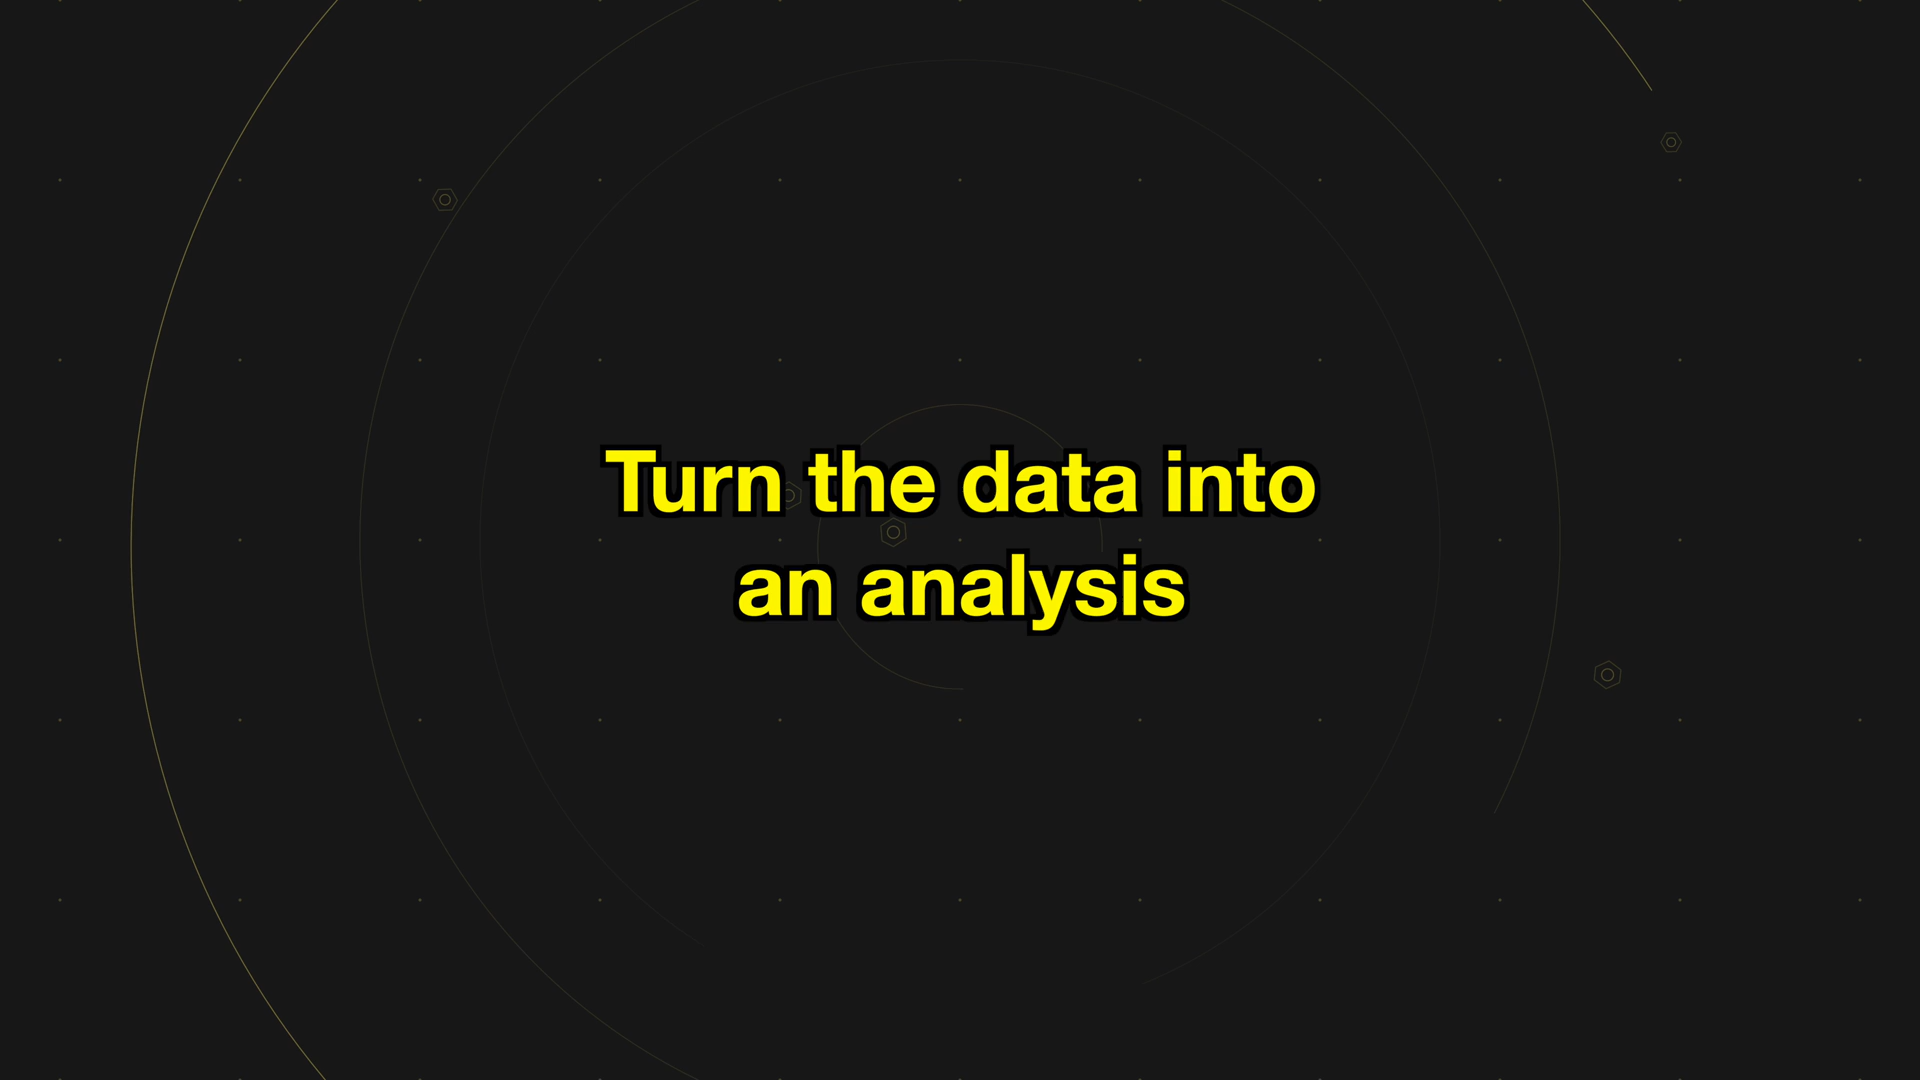 Turn the data into
an analysis